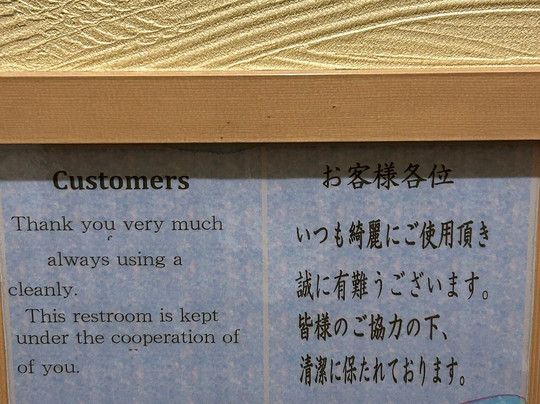 Customers
Thank you very much
always using a
cleanly.
This restroom is kept
under the cooperation of
of you.
お客様各位
いつも綺麗にご使用頂き
誠に有難うございます。
皆様のご協力の下、
清潔に保たれております。